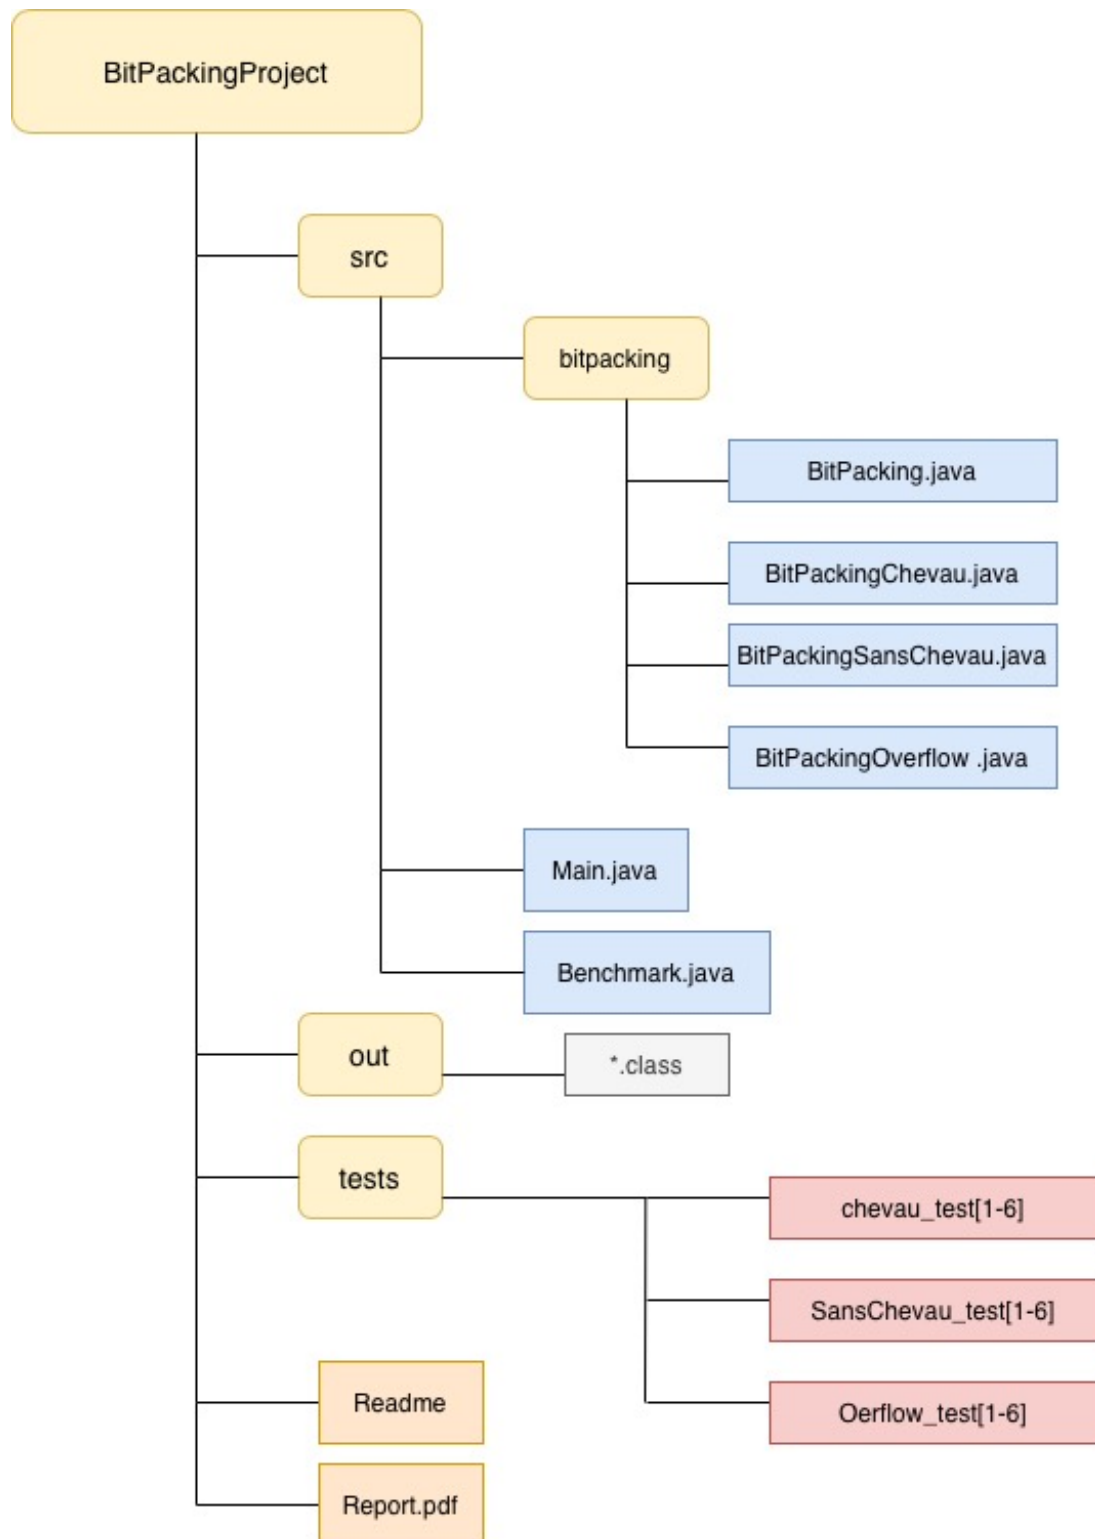 BitPackingProject
src
bitpacking
BitPacking.java
BitPackingChevau.java
BitPackingSansChevau.java
BitPackingOverflow .java
Main.java
Benchmark.java
out
*.class
tests
chevau_test[1-6]
SansChevau_test[1-6]
Oerflow_test[1-6]
Readme
Report.pdf